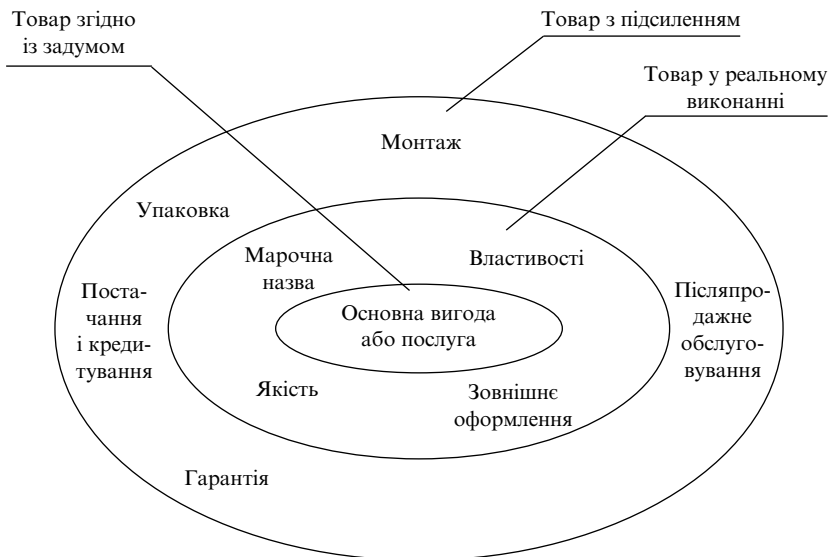 Товар згідно
із задумом
Товар з підсиленням
Товар у реальному
виконанні
Монтаж
Упаковка
Марочна
назва
Властивості
Поста-
чання
і креди-
тування
Основна вигода
або послуга
Післяпро-
дажне
обслуго-
вування
Якість
Зовнішнє
оформлення
Гарантія